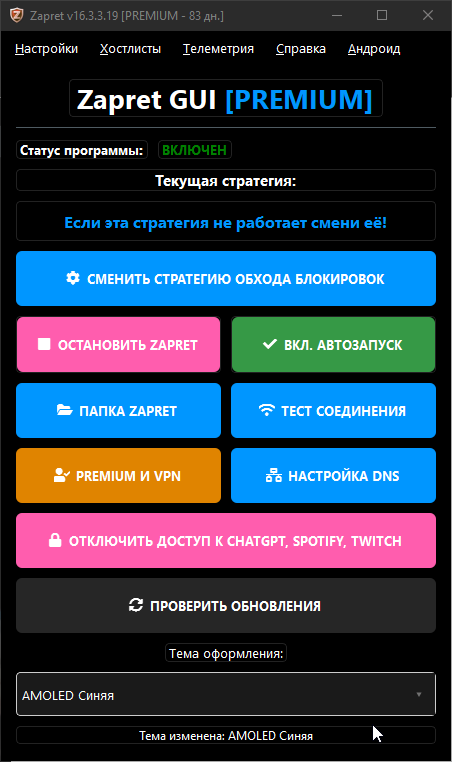 Zapret v16.3.3.19 [PREMIUM - 83 дн.]
Настройки Хостлисты Телеметрия Справка Андроид
Zapret GUI [PREMIUM]
Статус программы: ВКЛЮЧЕН
Текущая стратегия:
Если эта стратегия не работает смени её!
СМЕНИТЬ СТРАТЕГИЮ ОБХОДА БЛОКИРОВОК
ОСТАНОВИТЬ ZAPRET ВКЛ. АВТОЗАПУСК
ПАПКА ZAPRET ТЕСТ СОЕДИНЕНИЯ
PREMIUM И VPN НАСТРОЙКА DNS
ОТКЛЮЧИТЬ ДОСТУП К CHATGPT, SPOTIFY, TWITCH
ПРОВЕРИТЬ ОБНОВЛЕНИЯ
Тема оформления:
AMOLED Синяя
Тема изменена: AMOLED Синяя